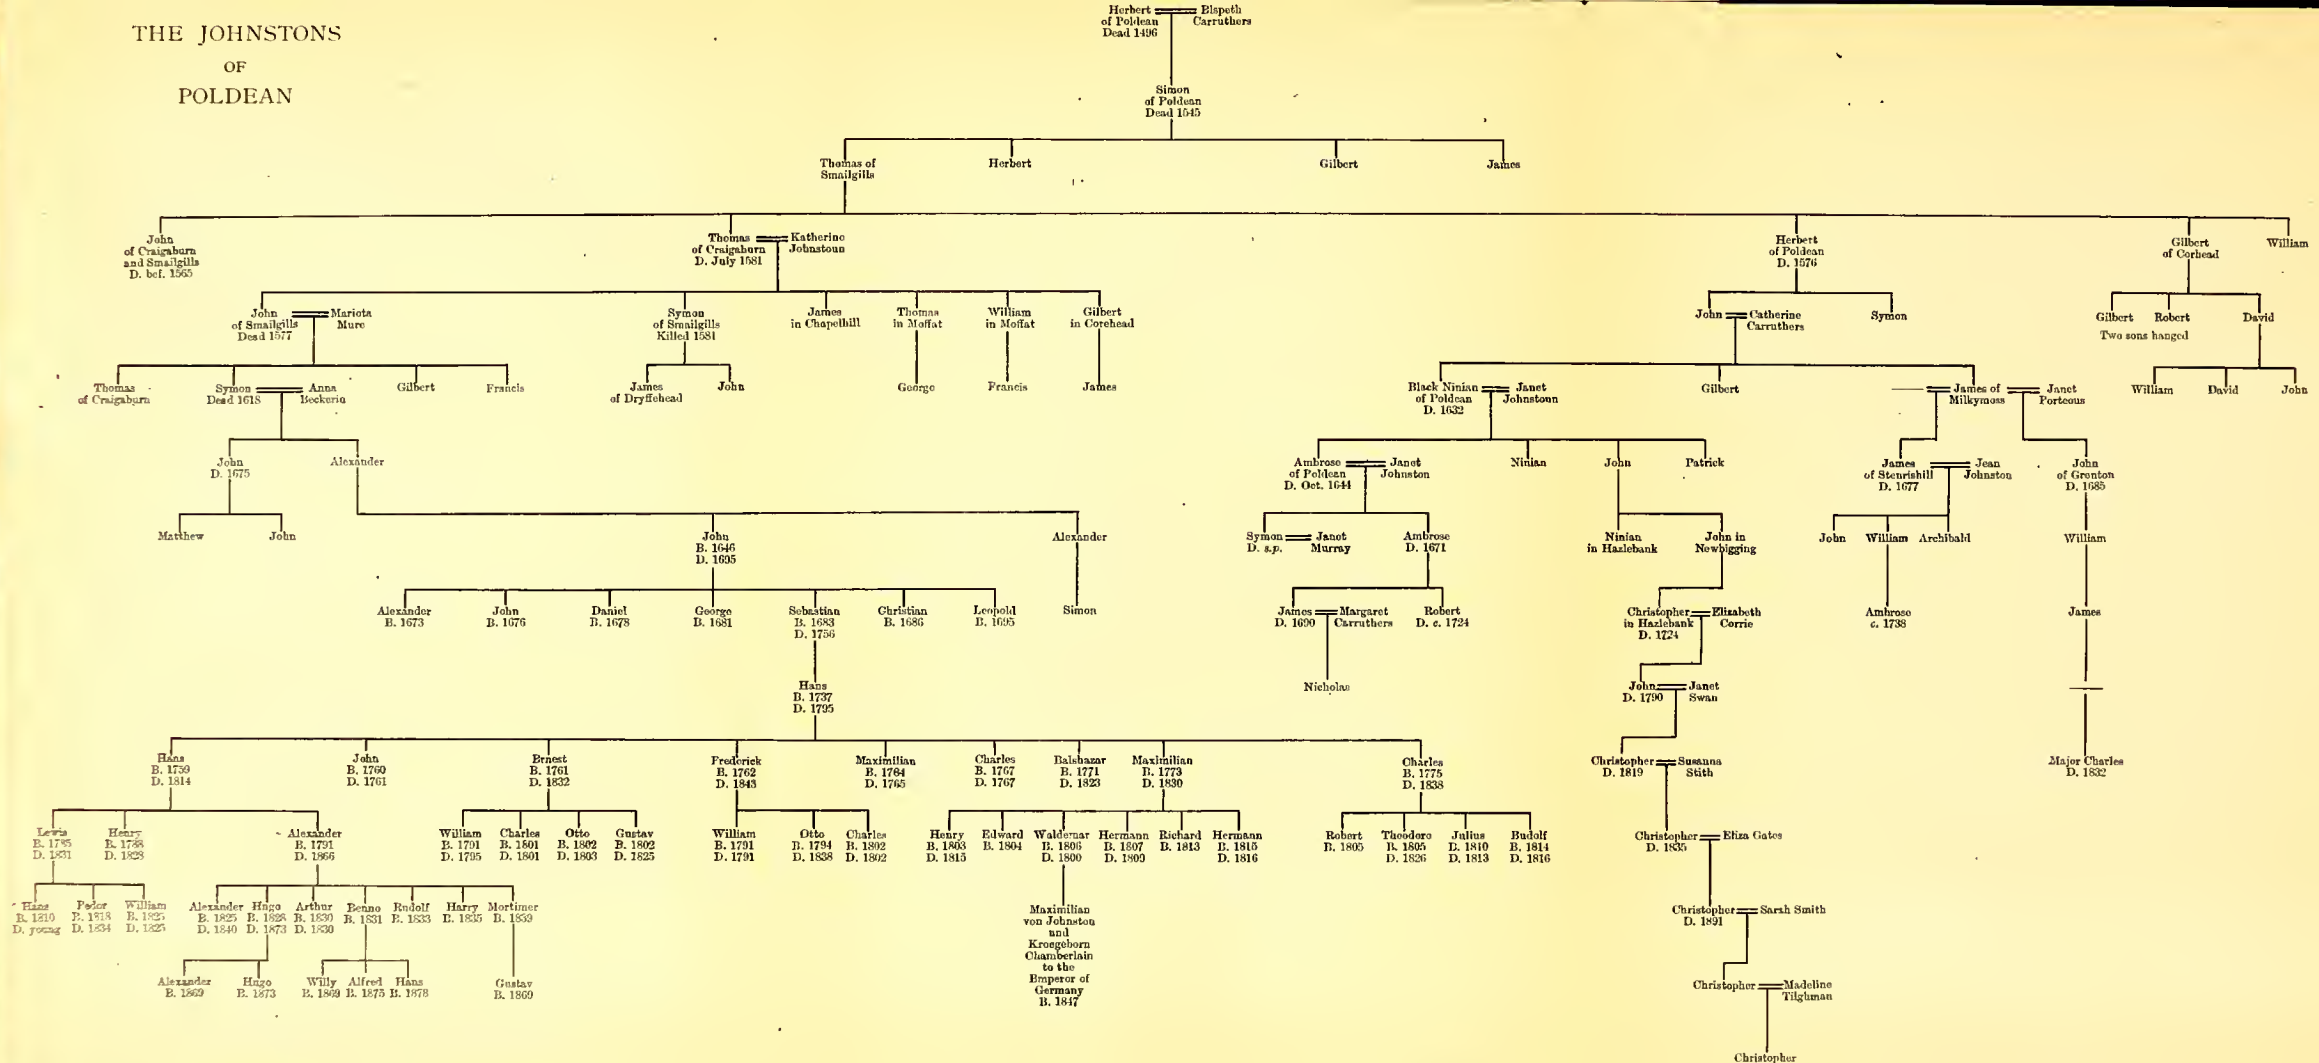 THE JOHNSTONS
OF
POLDEAN
Herbert
of Poldean
Dead 1496
Elspeth
Carruthers
Simon
of Poldean
Dead 1545
Thomas of
Smailgills
Herbert
Gilbert
James
John
of Craigaburn
and Smailgills
D. bef. 1565
Thomas
of Craigaburn
D. July 1581
Katherine
Johnstoun
Herbert
of Poldean
D. 1576
Gilbert
of Corhead
William
John
of Smailgills
Dead 1577
Mariota
Mure
Symon
of Smailgills
Killed 1581
James
in Chapelhill
Thomas
in Moffat
William
in Moffat
Gilbert
in Corehead
John
Catherine
Carruthers
Symon
Gilbert
Robert
Two sons hanged
David
Thomas
of Craigaburn
Symon
Dead 1618
Anna
Beckeria
Gilbert
Francis
James
of Dryffehead
John
George
Francis
James
Black Ninian
of Poldean
D. 1632
Janet
Johnstoun
Gilbert
James of
Milkymoss
Janet
Porteous
William
David
John
John
D. 1675
Alexander
Ambrose
of Poldean
D. Oct. 1644
Janet
Johnston
Ninian
John
Patrick
James
of Stenrishill
D. 1677
Jean
Johnston
John
of Grenton
D. 1685
Matthew
John
John
B. 1646
D. 1695
Alexander
Symon
D. s.p.
Janet
Murray
Ambrose
D. 1671
Ninian
in Hazlebank
John in
Newbigging
John
William
Archibald
William
Alexander
B. 1673
John
B. 1676
Daniel
B. 1678
George
B. 1681
Sebastian
B. 1683
D. 1756
Christian
B. 1686
Leopold
B. 1695
Simon
James
D. 1690
Margaret
Carruthers
Robert
D. c. 1724
Christopher
in Hazlebank
D. 1724
Elizabeth
Corrie
Ambrose
c. 1738
James
Hans
B. 1737
D. 1795
Nicholas
John
D. 1790
Janet
Swan
Hans
B. 1759
D. 1814
John
B. 1760
D. 1761
Ernest
B. 1761
D. 1832
Frederick
B. 1762
D. 1843
Maximilian
B. 1764
D. 1765
Charles
B. 1767
D. 1767
Balshazar
B. 1771
D. 1823
Maximilian
B. 1773
D. 1830
Charles
B. 1775
D. 1838
Christopher
D. 1819
Susanna
Stith
Major Charles
D. 1832
Lewis
B. 1785
D. 1831
Henry
B. 1788
D. 1828
Alexander
B. 1791
D. 1866
William
B. 1791
D. 1795
Charles
B. 1801
D. 1801
Otto
B. 1802
D. 1803
Gustav
B. 1802
D. 1825
William
B. 1791
D. 1791
Otto
B. 1794
D. 1838
Charles
B. 1802
D. 1802
Henry
B. 1803
D. 1815
Edward
B. 1804
Waldemar
B. 1806
D. 1800
Hermann
B. 1807
D. 1809
Richard
B. 1813
Hermann
B. 1815
D. 1816
Robert
B. 1805
Theodore
B. 1805
D. 1826
Julius
B. 1810
D. 1813
Rudolf
B. 1814
D. 1816
Christopher
D. 1835
Eliza Gates
Hans
B. 1810
D. young
Pedor
B. 1818
D. 1834
William
B. 1825
D. 1825
Alexander
B. 1825
D. 1840
Hugo
B. 1828
D. 1873
Arthur
B. 1830
D. 1830
Benno
B. 1831
Rudolf
B. 1833
Harry
B. 1835
Mortimer
B. 1839
Maximilian
von Johnston
and
Kroegeborn
Chamberlain
to the
Emperor of
Germany
B. 1847
Christopher
D. 1891
Sarah Smith
Alexander
B. 1869
Hugo
B. 1873
Willy
B. 1869
Alfred
B. 1875
Hans
B. 1878
Gustav
B. 1869
Christopher
Madeline
Tilghman
Christopher